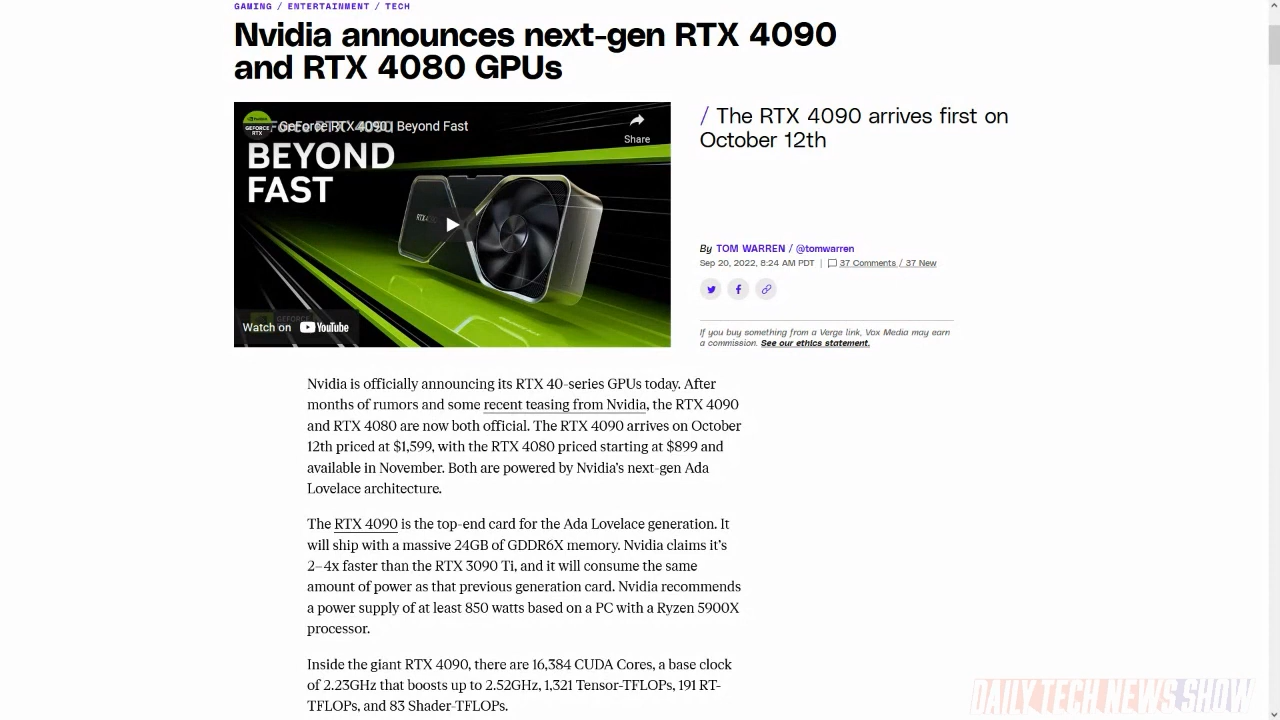 GAMING / ENTERTAINMENT / TECH
Nvidia announces next-gen RTX 4090
and RTX 4080 GPUs
GeForce RTX 4090 | Beyond Fast
BEYOND
FAST
Share
Watch on YouTube
/ The RTX 4090 arrives first on
October 12th
By TOM WARREN / @tomwarren
Sep 20, 2022, 8:24 AM PDT | 37 Comments / 37 New
If you buy something from a Verge link, Vox Media may earn
a commission. See our ethics statement.
Nvidia is officially announcing its RTX 40-series GPUs today. After
months of rumors and some recent teasing from Nvidia, the RTX 4090
and RTX 4080 are now both official. The RTX 4090 arrives on October
12th priced at $1,599, with the RTX 4080 priced starting at $899 and
available in November. Both are powered by Nvidia's next-gen Ada
Lovelace architecture.
The RTX 4090 is the top-end card for the Ada Lovelace generation. It
will ship with a massive 24GB of GDDR6X memory. Nvidia claims it's
2–4x faster than the RTX 3090 Ti, and it will consume the same
amount of power as that previous generation card. Nvidia recommends
a power supply of at least 850 watts based on a PC with a Ryzen 5900X
processor.
Inside the giant RTX 4090, there are 16,384 CUDA Cores, a base clock
of 2.23GHz that boosts up to 2.52GHz, 1,321 Tensor-TFLOPs, 191 RT-
TFLOPs, and 83 Shader-TFLOPs.
DAILY TECH NEWS SHOW